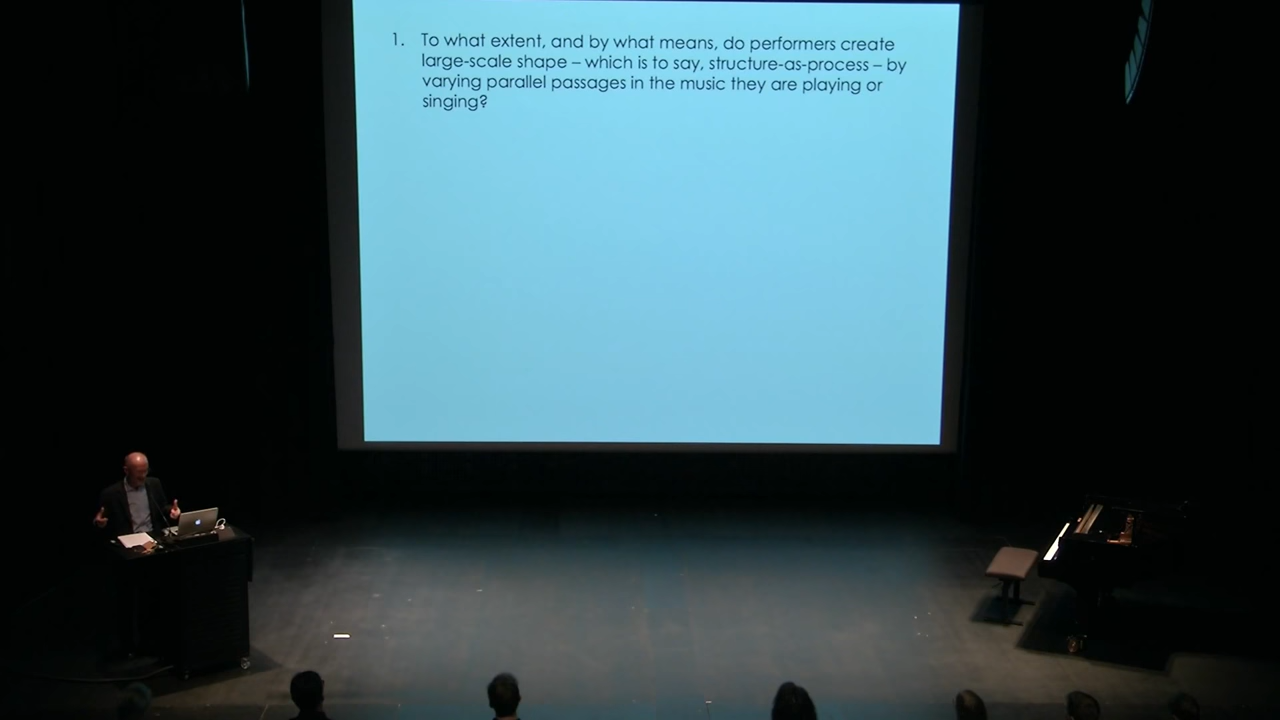 1. To what extent, and by what means, do performers create
large-scale shape – which is to say, structure-as-process – by
varying parallel passages in the music they are playing or
singing?